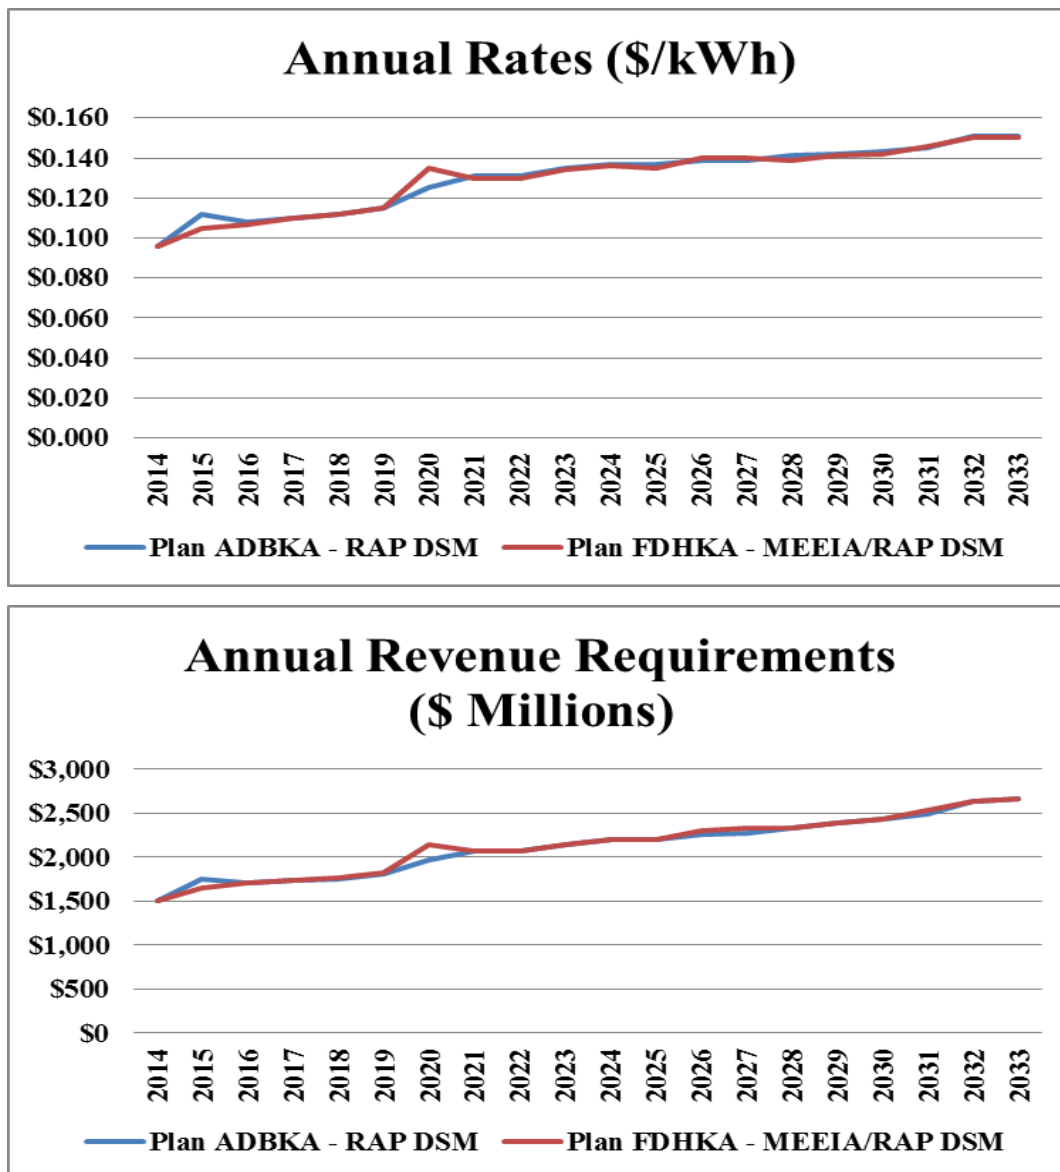 Annual Rates ($/kWh)
$0.160
$0.140
$0.120
$0.100
$0.080
$0.060
$0.040
$0.020
$0.000
2014 2015 2016 2017 2018 2019 2020 2021 2022 2023 2024 2025 2026 2027 2028 2029 2030 2031 2032 2033
Plan ADBKA - RAP DSM Plan FDHKA - MEEIA/RAP DSM
Annual Revenue Requirements
($ Millions)
$3,000
$2,500
$2,000
$1,500
$1,000
$500
$0
2014 2015 2016 2017 2018 2019 2020 2021 2022 2023 2024 2025 2026 2027 2028 2029 2030 2031 2032 2033
Plan ADBKA - RAP DSM Plan FDHKA - MEEIA/RAP DSM